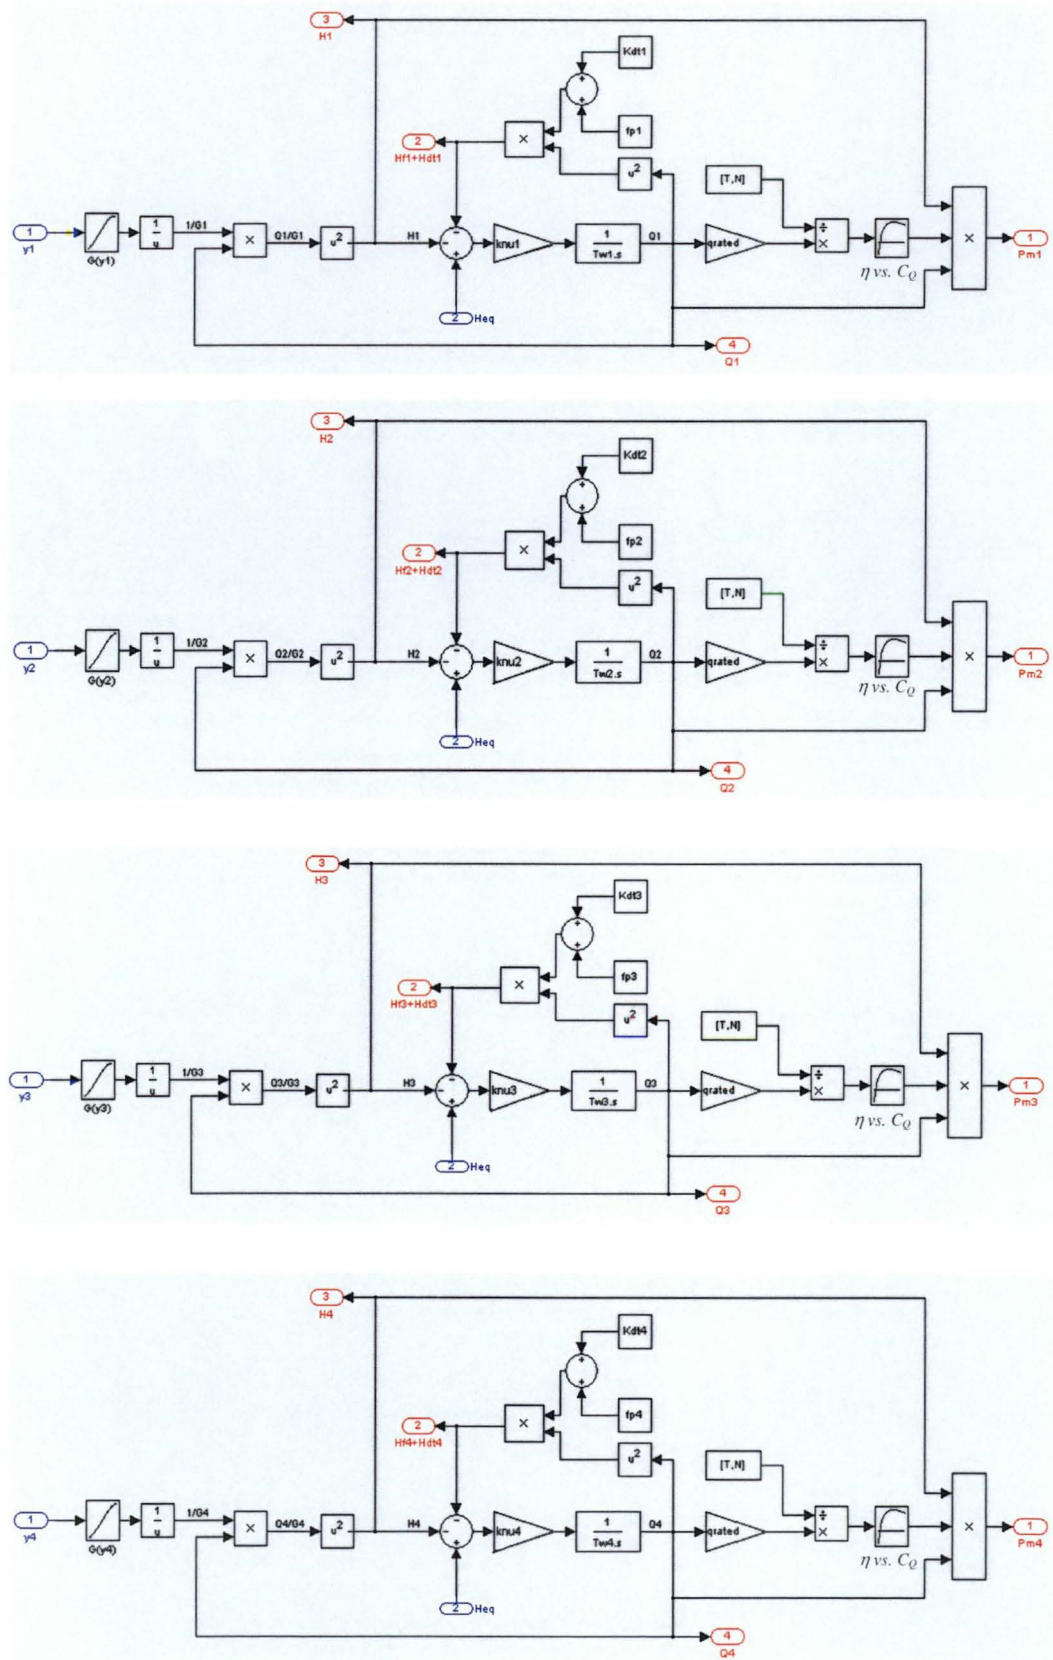 3
H1
Kdt1
fp1
2
Hf1+Hdt1
×
u²
[T,N]
1
y1
G(y1)
1
u
1/G1
×
Q1/G1
u²
H1
knu1
1
Tw1.s
Q1
qrated
÷
×
η vs. C_Q
×
1
Pm1
2
Heq
4
Q1
3
H2
Kdt2
fp2
2
Hf2+Hdt2
×
u²
[T,N]
1
y2
G(y2)
1
u
1/G2
×
Q2/G2
u²
H2
knu2
1
Tw2.s
Q2
qrated
÷
×
η vs. C_Q
×
1
Pm2
2
Heq
4
Q2
3
H3
Kdt3
fp3
2
Hf3+Hdt3
×
u²
[T,N]
1
y3
G(y3)
1
u
1/G3
×
Q3/G3
u²
H3
knu3
1
Tw3.s
Q3
qrated
÷
×
η vs. C_Q
×
1
Pm3
2
Heq
4
Q3
3
H4
Kdt4
fp4
2
Hf4+Hdt4
×
u²
[T,N]
1
y4
G(y4)
1
u
1/G4
×
Q4/G4
u²
H4
knu4
1
Tw4.s
Q4
qrated
÷
×
η vs. C_Q
×
1
Pm4
2
Heq
4
Q4